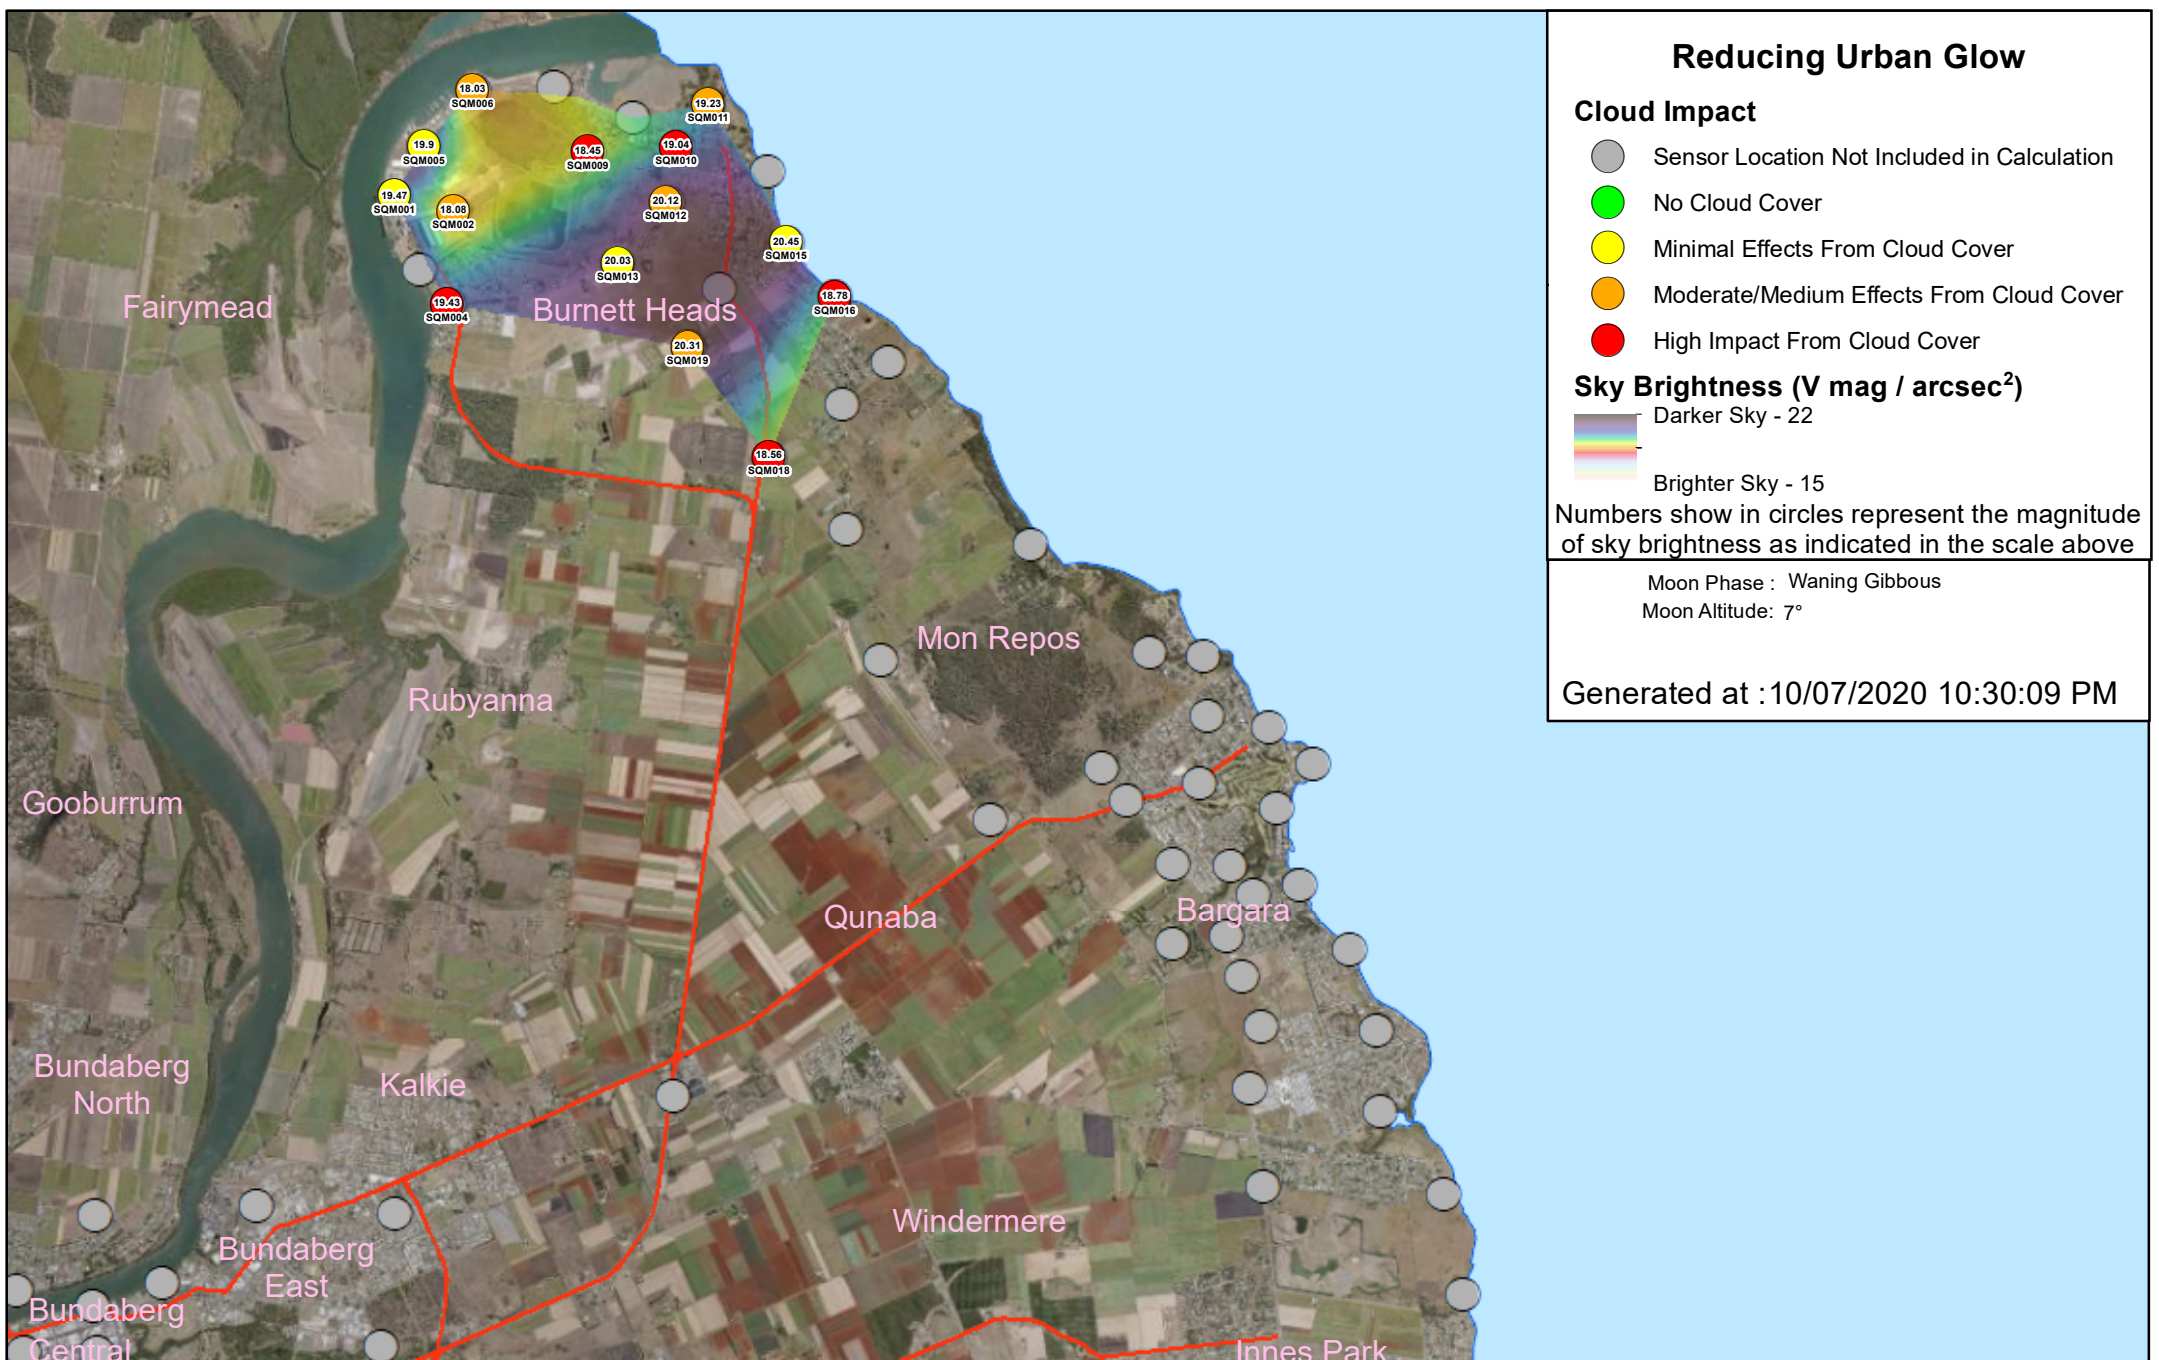 Reducing Urban Glow
Cloud Impact
Sensor Location Not Included in Calculation
No Cloud Cover
Minimal Effects From Cloud Cover
Moderate/Medium Effects From Cloud Cover
High Impact From Cloud Cover
Sky Brightness (V mag / arcsec²)
Darker Sky - 22
Brighter Sky - 15
Numbers show in circles represent the magnitude
of sky brightness as indicated in the scale above
Moon Phase : Waning Gibbous
Moon Altitude: 7°
Generated at :10/07/2020 10:30:09 PM
18.03
SQM006
19.23
SQM011
19.9
SQM005
18.45
SQM009
19.04
SQM010
19.47
SQM001
18.08
SQM002
20.12
SQM012
20.45
SQM015
20.03
SQM013
19.43
SQM004
18.78
SQM016
20.31
SQM019
18.56
SQM018
Fairymead
Burnett Heads
Mon Repos
Rubyanna
Gooburrum
Qunaba
Bargara
Bundaberg
North
Kalkie
Windermere
Bundaberg
East
Bundaberg
Central
Innes Park